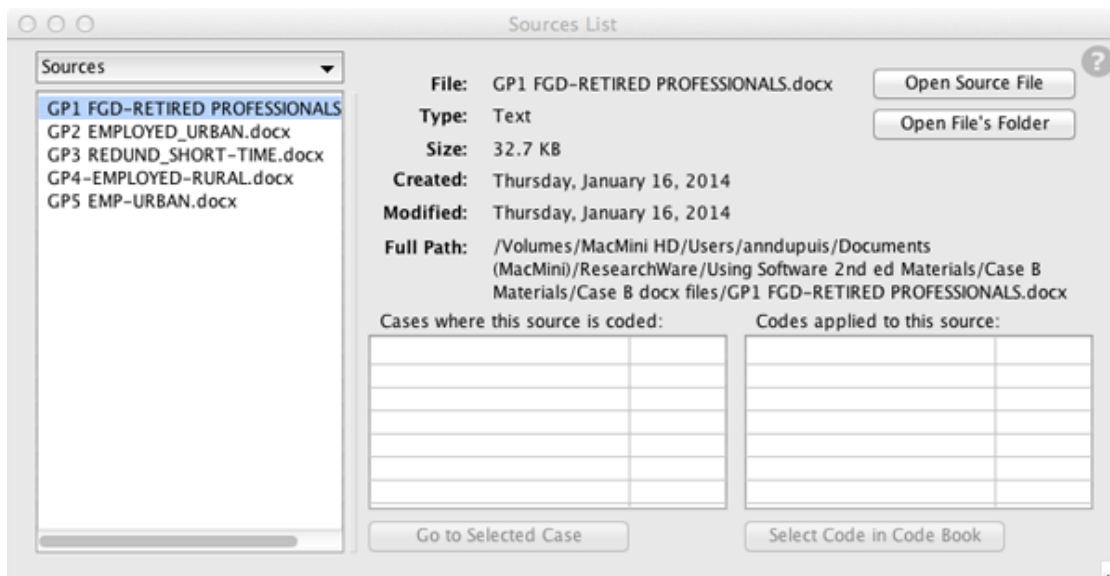 Sources List
Sources
GP1 FGD-RETIRED PROFESSIONALS
GP2 EMPLOYED_URBAN.docx
GP3 REDUND_SHORT-TIME.docx
GP4-EMPLOYED-RURAL.docx
GP5 EMP-URBAN.docx
File: GP1 FGD-RETIRED PROFESSIONALS.docx
Type: Text
Size: 32.7 KB
Created: Thursday, January 16, 2014
Modified: Thursday, January 16, 2014
Full Path: /Volumes/MacMini HD/Users/anndupuis/Documents
(MacMini)/ResearchWare/Using Software 2nd ed Materials/Case B
Materials/Case B docx files/GP1 FGD-RETIRED PROFESSIONALS.docx
?
Open Source File
Open File's Folder
Cases where this source is coded:
Codes applied to this source:
Go to Selected Case
Select Code in Code Book